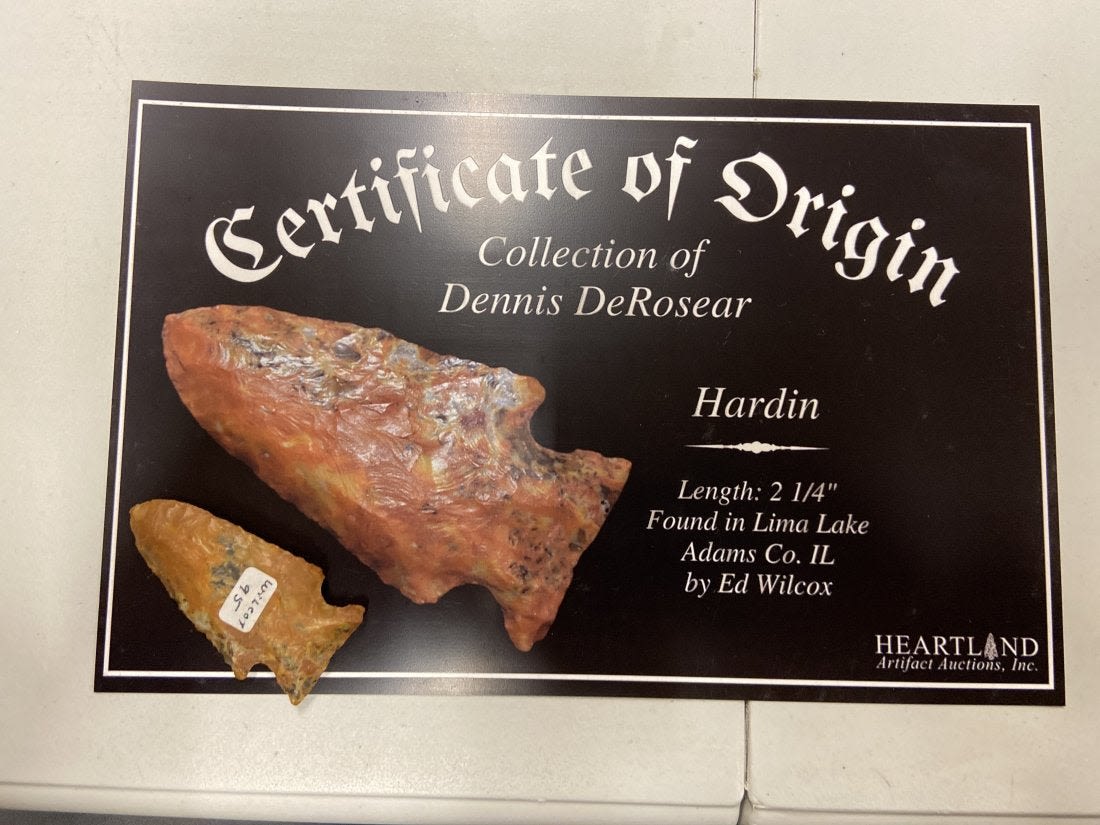 Certificate of Origin
Collection of
Dennis DeRosear
Hardin
Length: 2 1/4"
Found in Lima Lake
Adams Co. IL
by Ed Wilcox
WILCOX
95
HEARTLAND
Artifact Auctions, Inc.